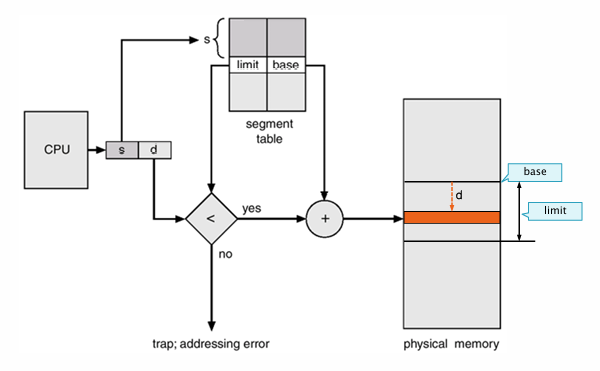 s
limit base
segment
table
CPU
s d
base
d
limit
<
yes
+
no
trap; addressing error
physical memory